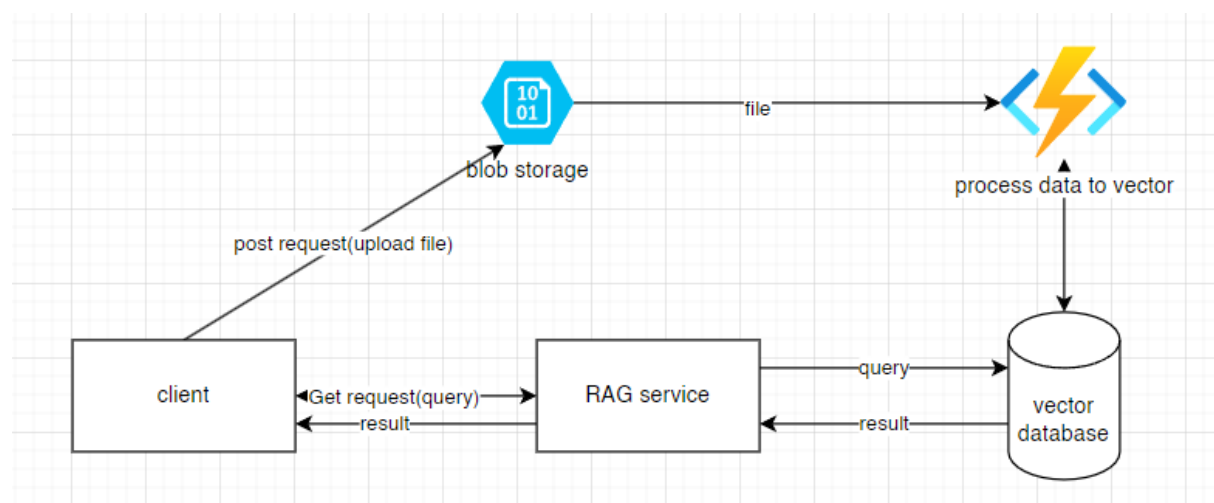 10
01
blob storage
file
process data to vector
post request(upload file)
client
Get request(query)
result
RAG service
query
result
vector
database